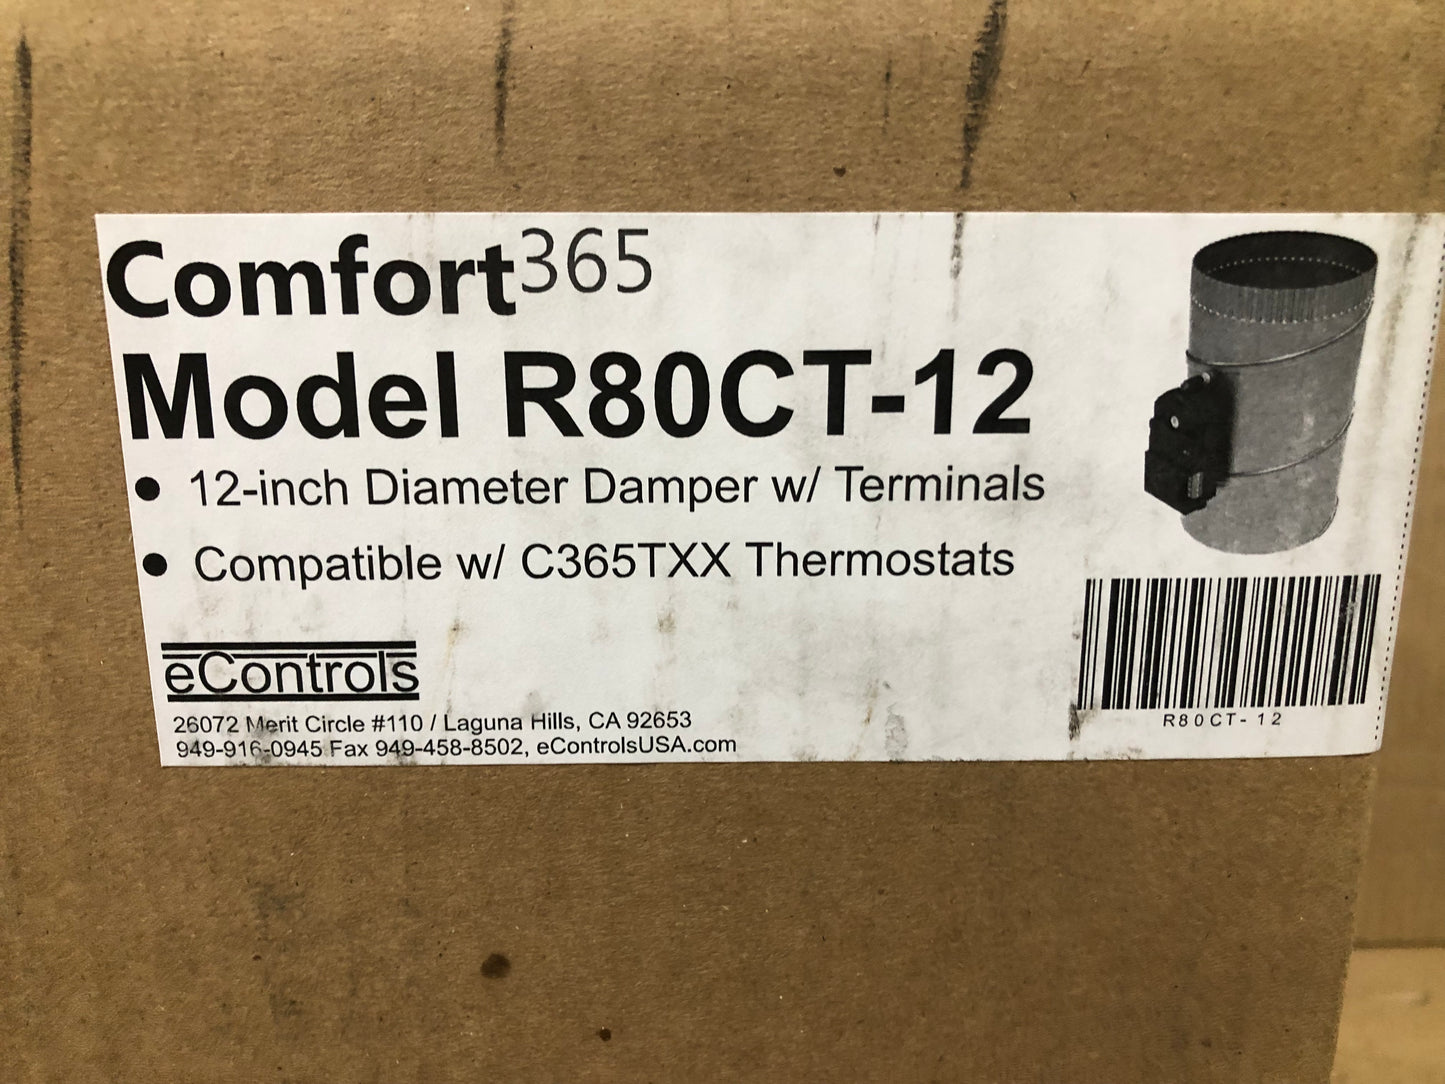 Comfort365
Model R80CT-12
• 12-inch Diameter Damper w/ Terminals
• Compatible w/ C365TXX Thermostats
eControls
26072 Merit Circle #110 / Laguna Hills, CA 92653
949-916-0945 Fax 949-458-8502, eControlsUSA.com
R80CT-12